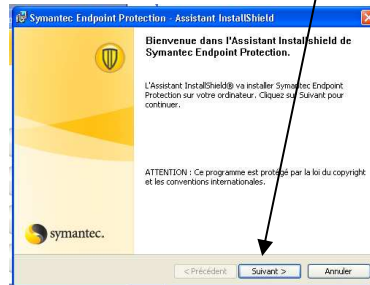 Symantec Endpoint Protection - Assistant InstallShield
Bienvenue dans l'Assistant Installshield de
Symantec Endpoint Protection.
L'Assistant InstallShield® va installer Symantec Endpoint
Protection sur votre ordinateur. Cliquez sur Suivant pour
continuer.
ATTENTION : Ce programme est protégé par la loi du copyright
et les conventions internationales.
symantec.
< Précédent
Suivant >
Annuler